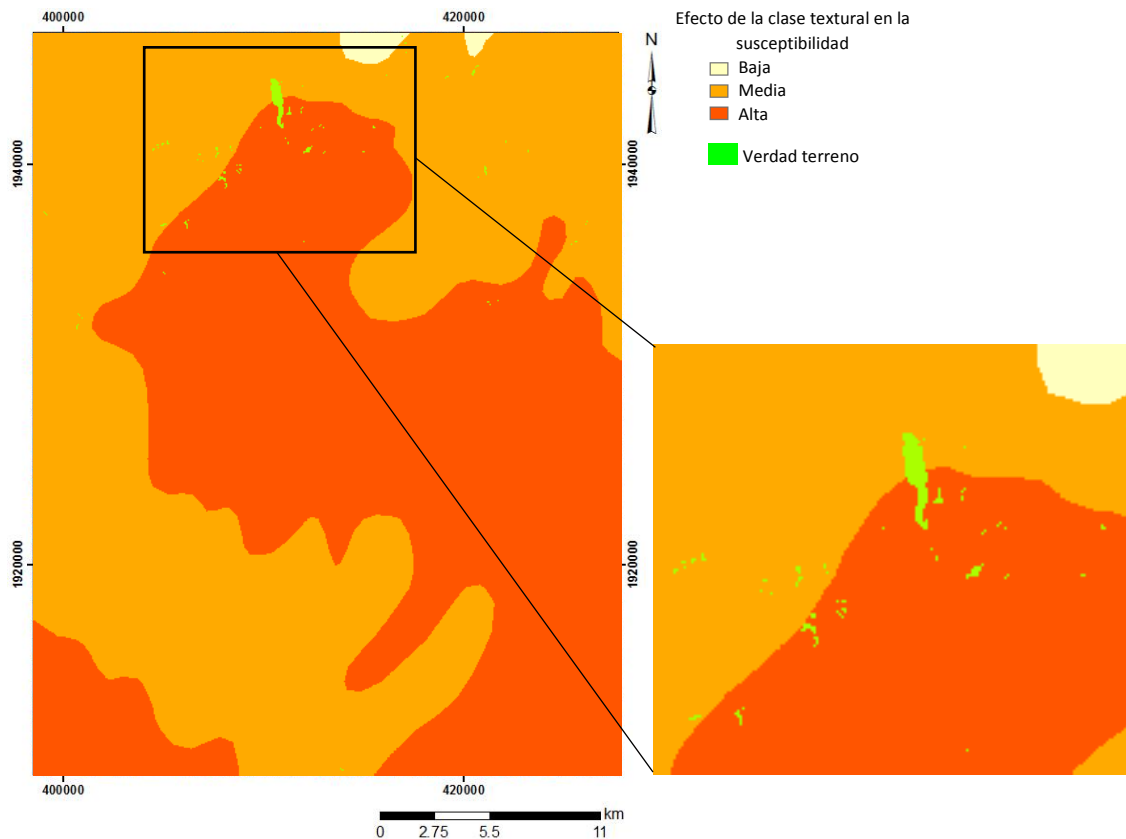 400000 420000
Efecto de la clase textural en la
susceptibilidad
N
Baja
Media
Alta
Verdad terreno
1940000 1940000
1920000 1920000
400000 420000
km
0 2.75 5.5 11